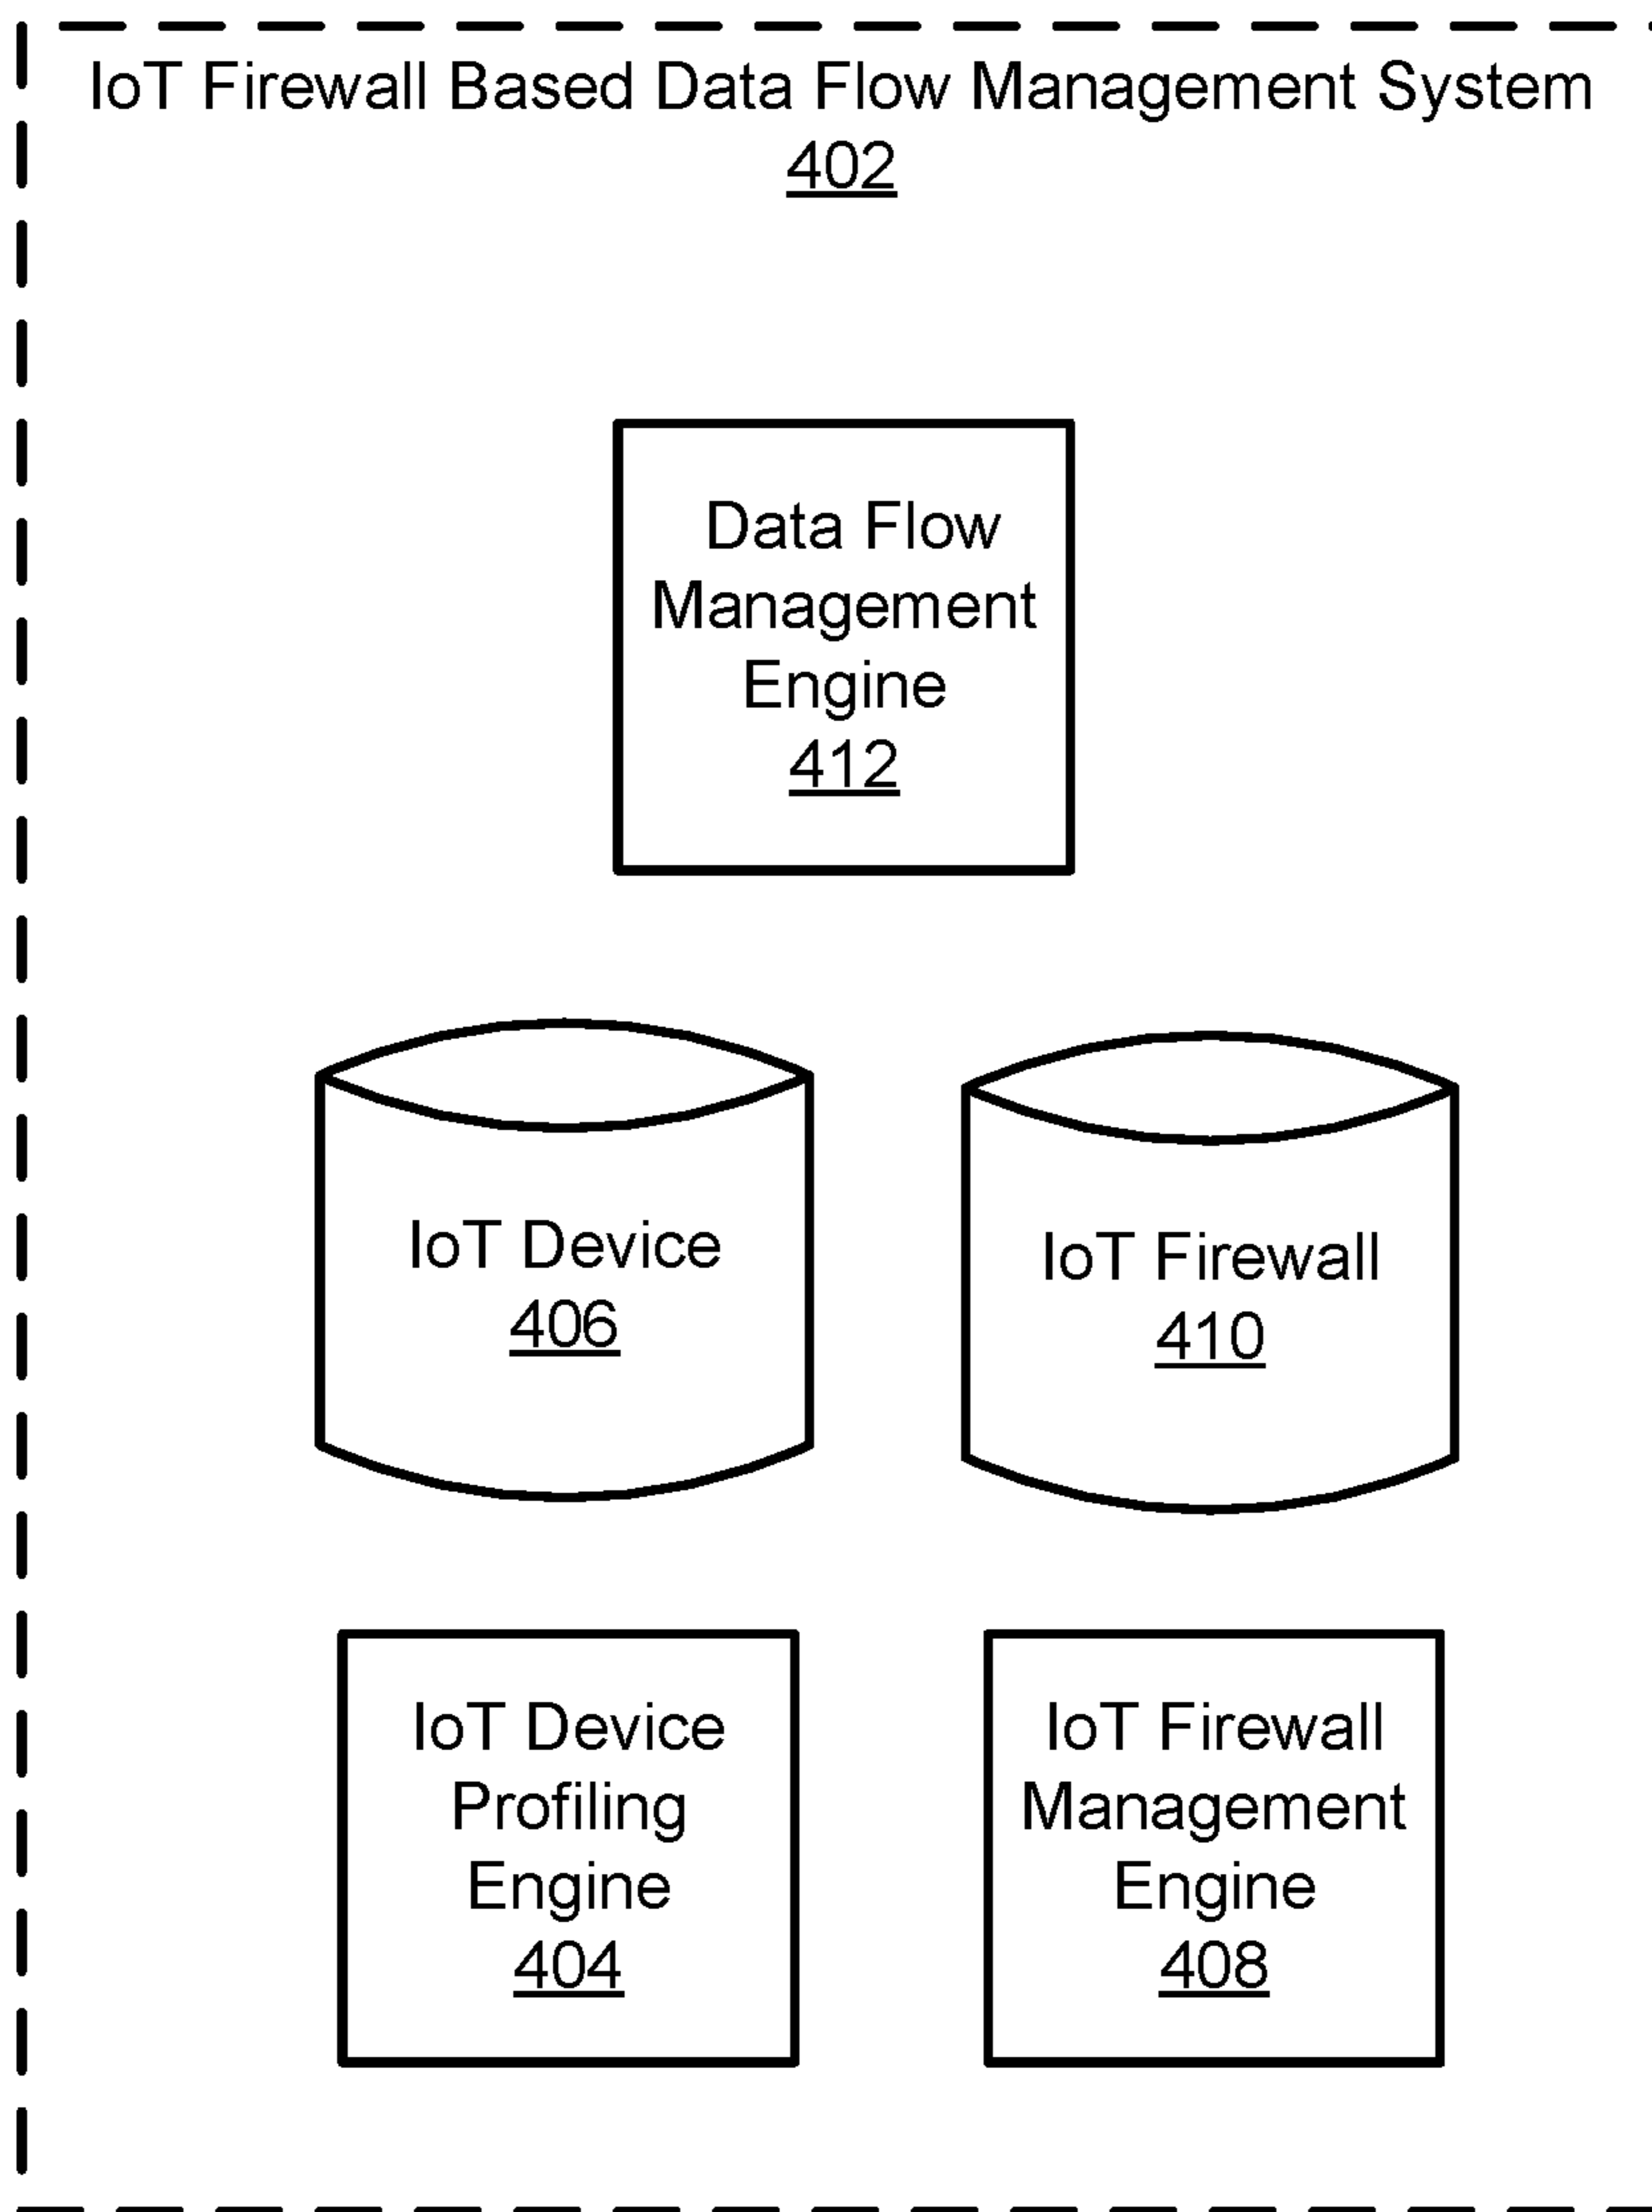 IoT Firewall Based Data Flow Management System
402
Data Flow
Management
Engine
412
IoT Device
406
IoT Firewall
410
IoT Device
Profiling
Engine
404
IoT Firewall
Management
Engine
408